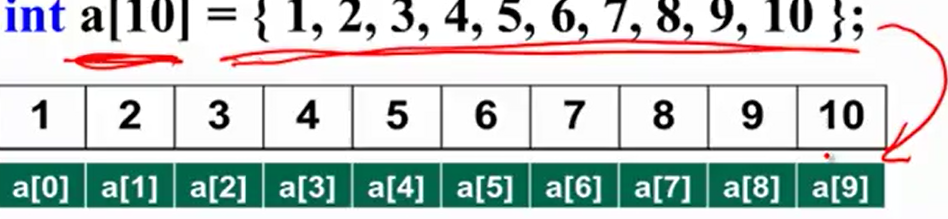 int a[10] = { 1, 2, 3, 4, 5, 6, 7, 8, 9, 10 };
1 2 3 4 5 6 7 8 9 10
a[0] a[1] a[2] a[3] a[4] a[5] a[6] a[7] a[8] a[9]